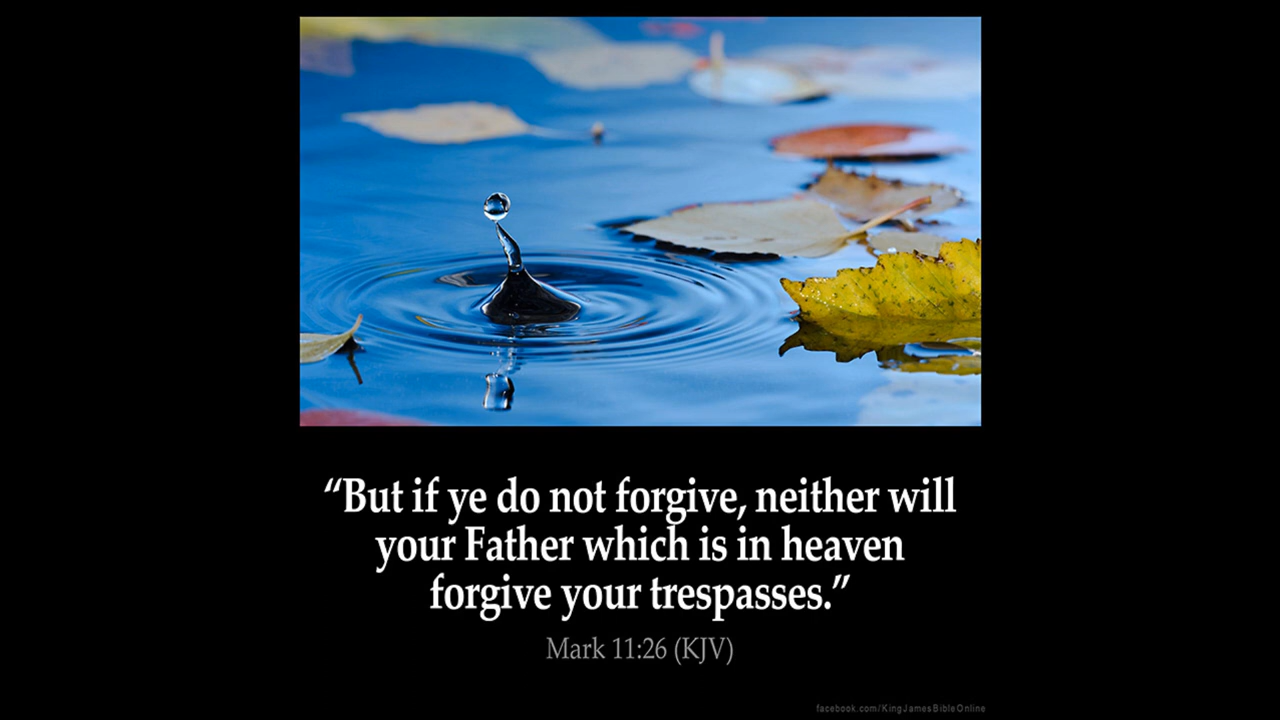 “But if ye do not forgive, neither will
your Father which is in heaven
forgive your trespasses.”
Mark 11:26 (KJV)
facebook.com/KingJamesBibleOnline